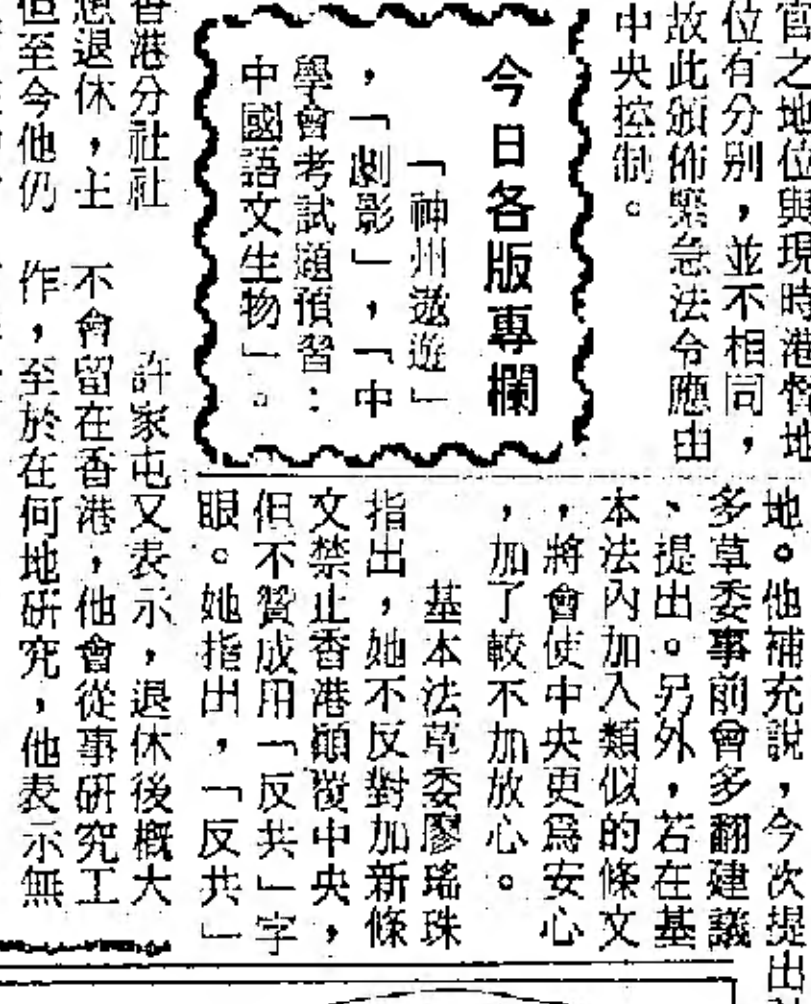 官之地位與現時港督地
位有分別，並不相同，
故此頒佈緊急法令應由
中央控制。
今日各版專欄
「神州遨遊」
，「劇影」，「中
學會考試題預習：
中國語文生物」。
香港分社社
退休，主
但至今他仍
地。他補充說，今次提出
多草委事前曾多翻建議
、提出。另外，若在基
本法內加入類似的條文
，將會使中央更爲安心
，加了較不加放心。
基本法草委廖瑤珠
指出，她不反對加新條
文禁止香港顛覆中央，
但不贊成用「反共」字
眼。她指出，「反共」
許家屯又表示，退休後概大
不會留在香港，他會從事研究工
作，至於在何地研究，他表示無